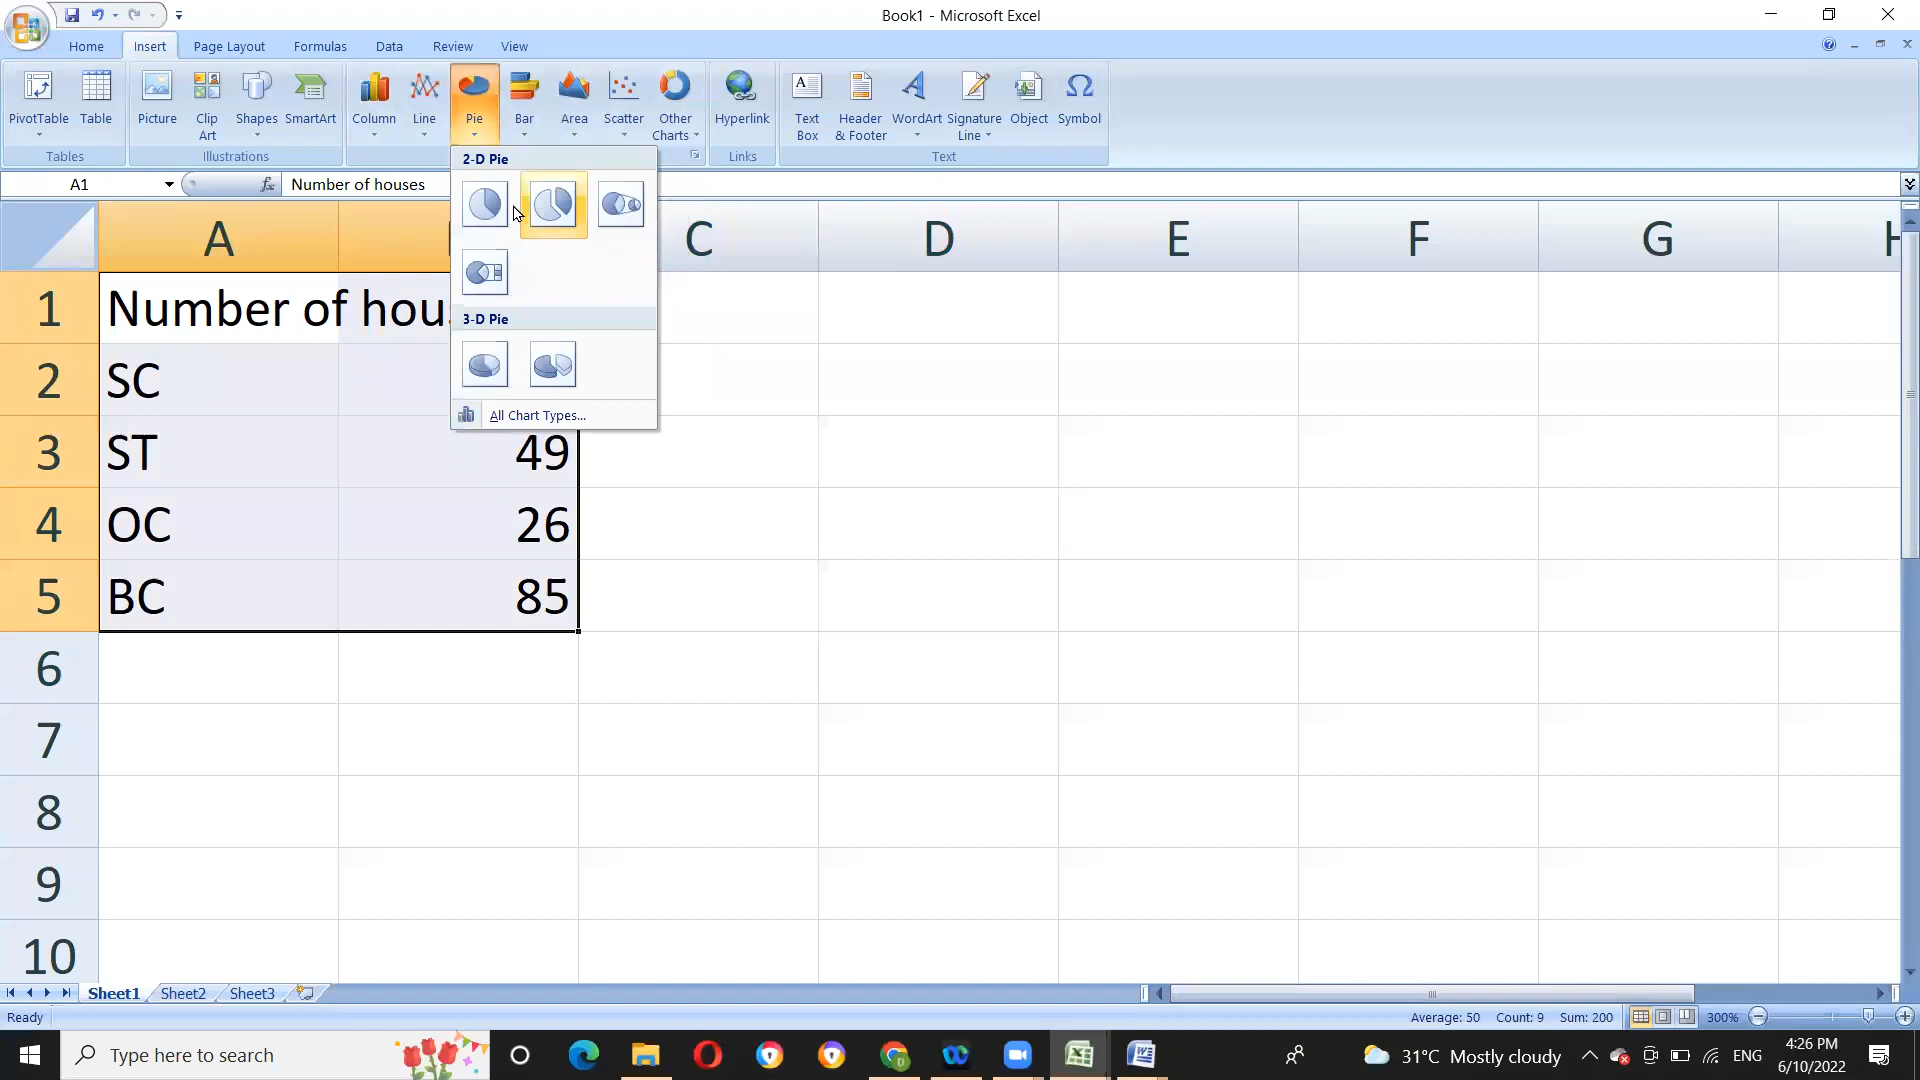 Book1 - Microsoft Excel
Home Insert Page Layout Formulas Data Review View
PivotTable Table Picture Clip Art Shapes SmartArt Column Line Pie Bar Area Scatter Other Charts Hyperlink Text Box Header & Footer WordArt Signature Line Object Symbol
Tables Illustrations Links Text
2-D Pie
A1 fx Number of houses
A C D E F G H
1 Number of hous
3-D Pie
2 SC
All Chart Types...
3 ST 49
4 OC 26
5 BC 85
6
7
8
9
10
Sheet1 Sheet2 Sheet3
Ready Average: 50 Count: 9 Sum: 200 300%
Type here to search 31°C Mostly cloudy ENG 4:26 PM
6/10/2022